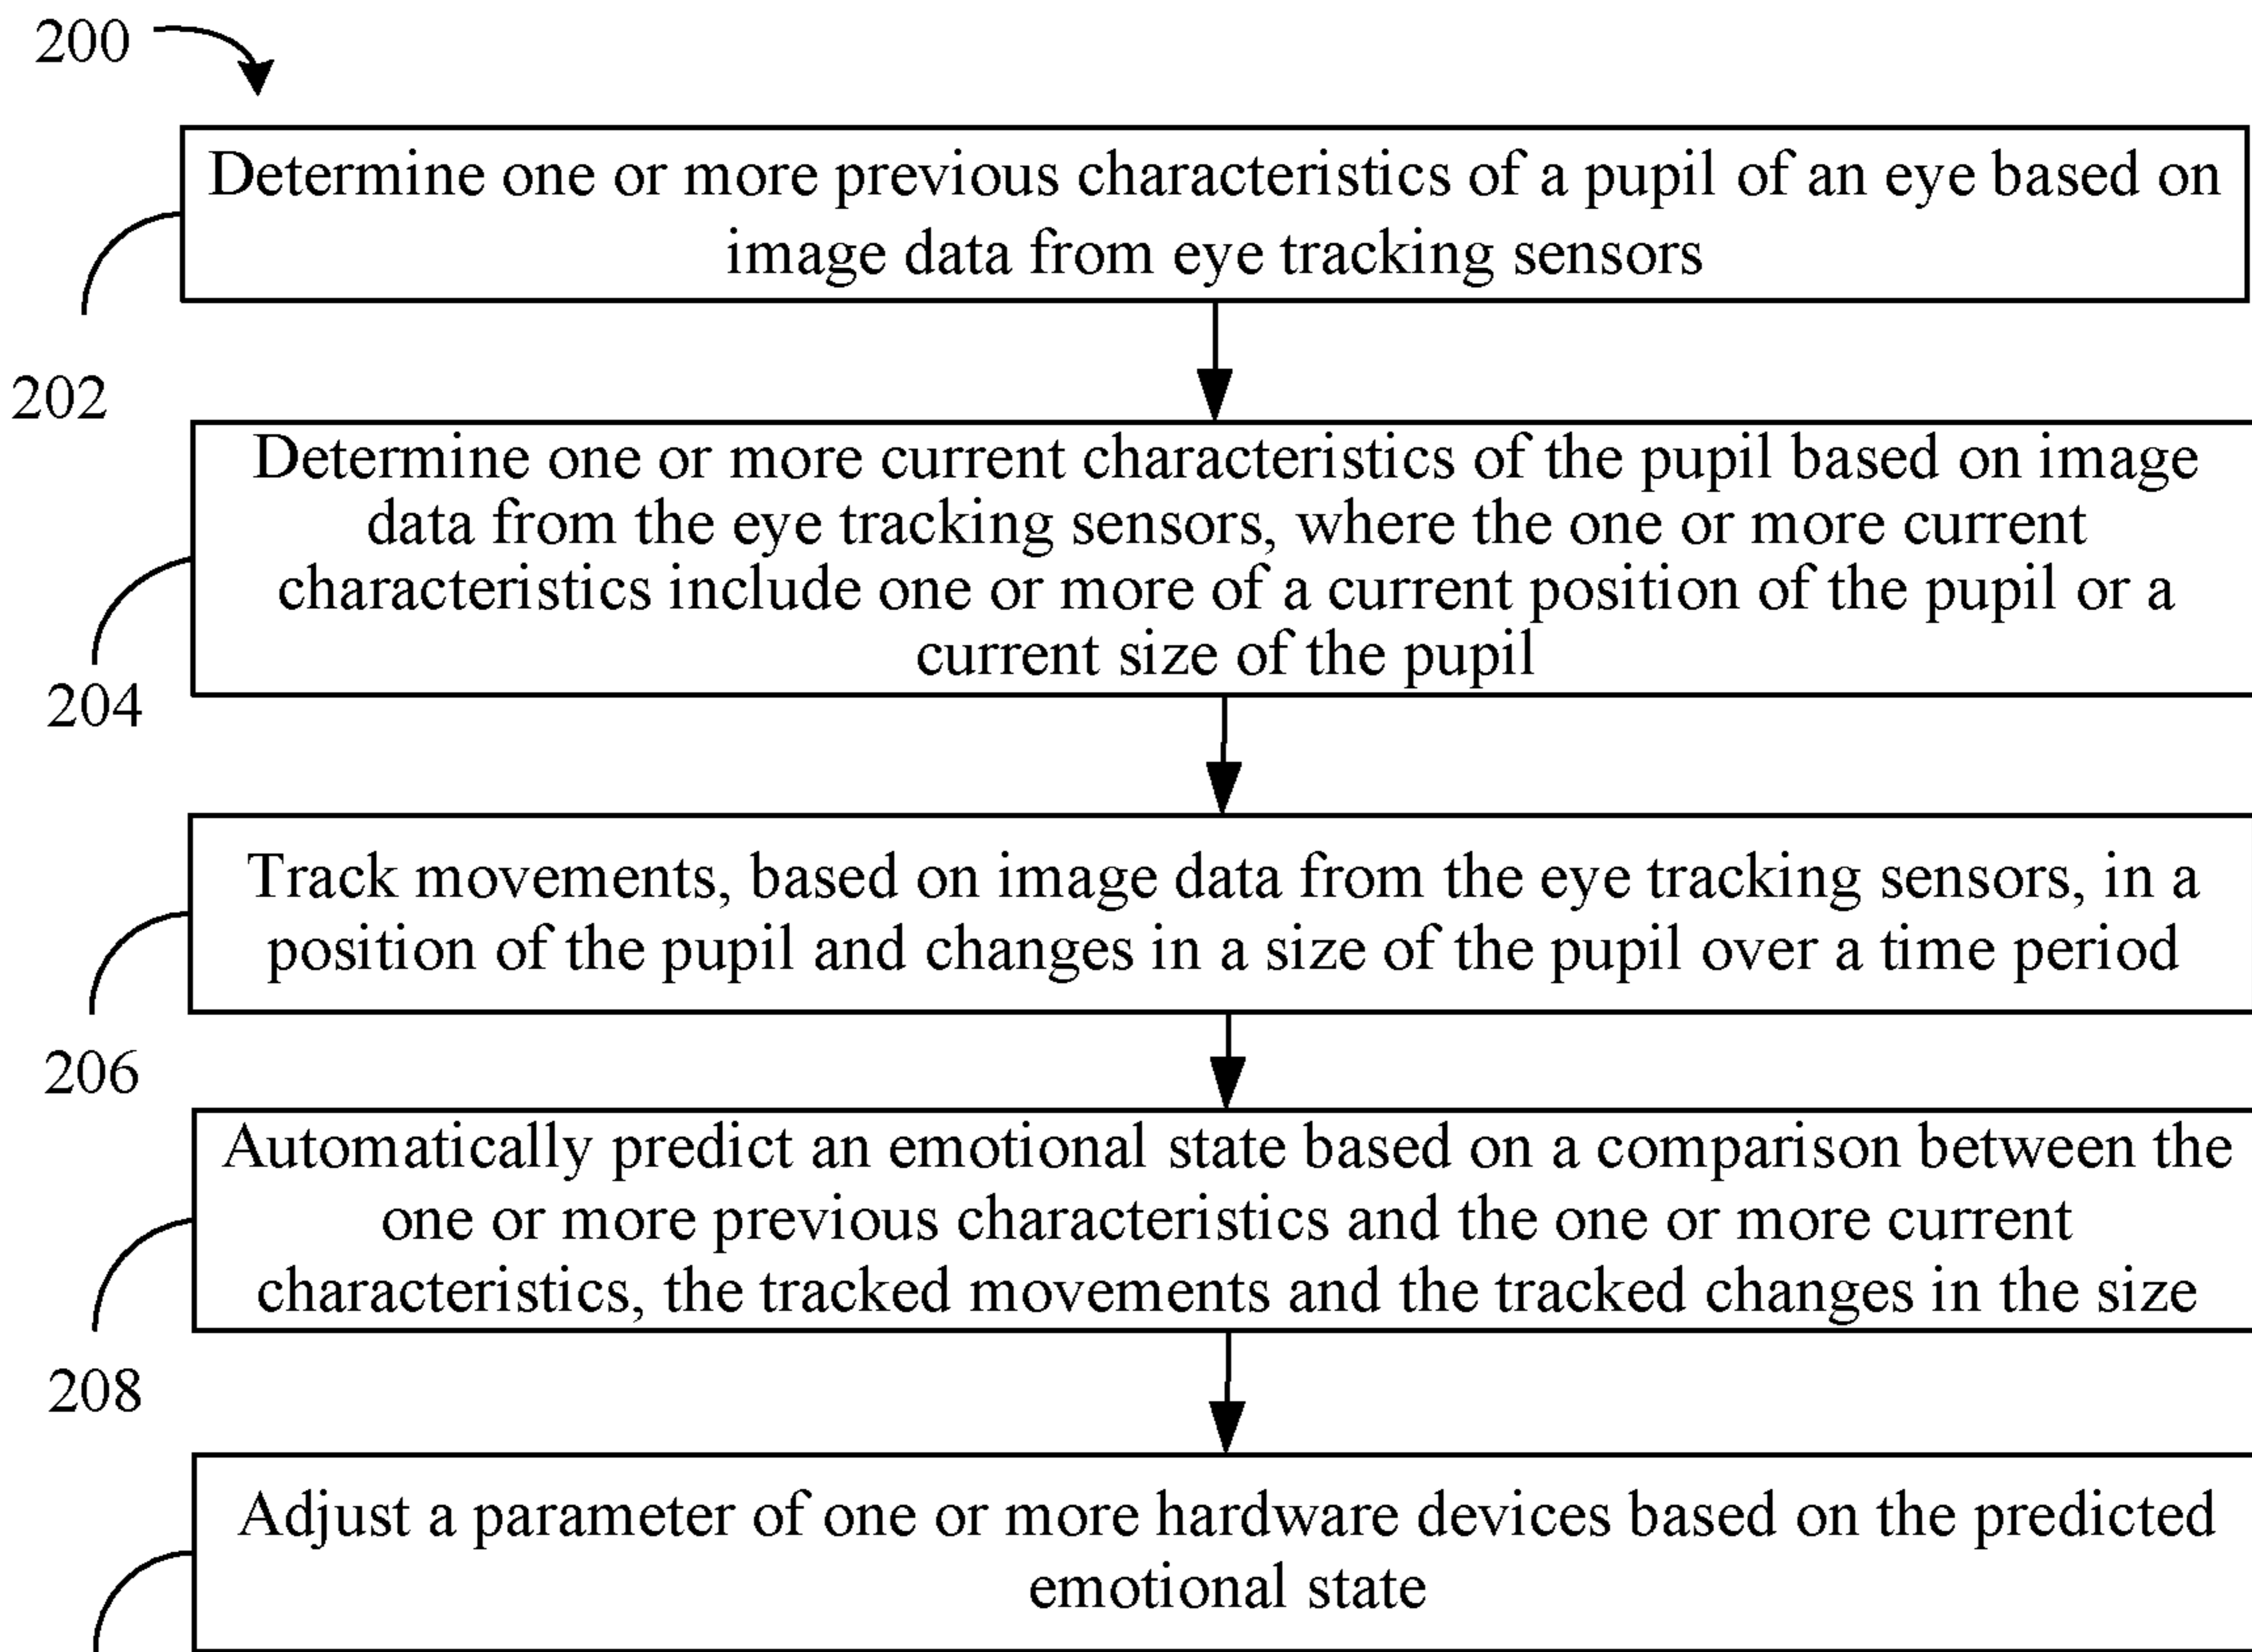 200
Determine one or more previous characteristics of a pupil of an eye based on
image data from eye tracking sensors
202
Determine one or more current characteristics of the pupil based on image
data from the eye tracking sensors, where the one or more current
characteristics include one or more of a current position of the pupil or a
current size of the pupil
204
Track movements, based on image data from the eye tracking sensors, in a
position of the pupil and changes in a size of the pupil over a time period
206
Automatically predict an emotional state based on a comparison between the
one or more previous characteristics and the one or more current
characteristics, the tracked movements and the tracked changes in the size
208
Adjust a parameter of one or more hardware devices based on the predicted
emotional state